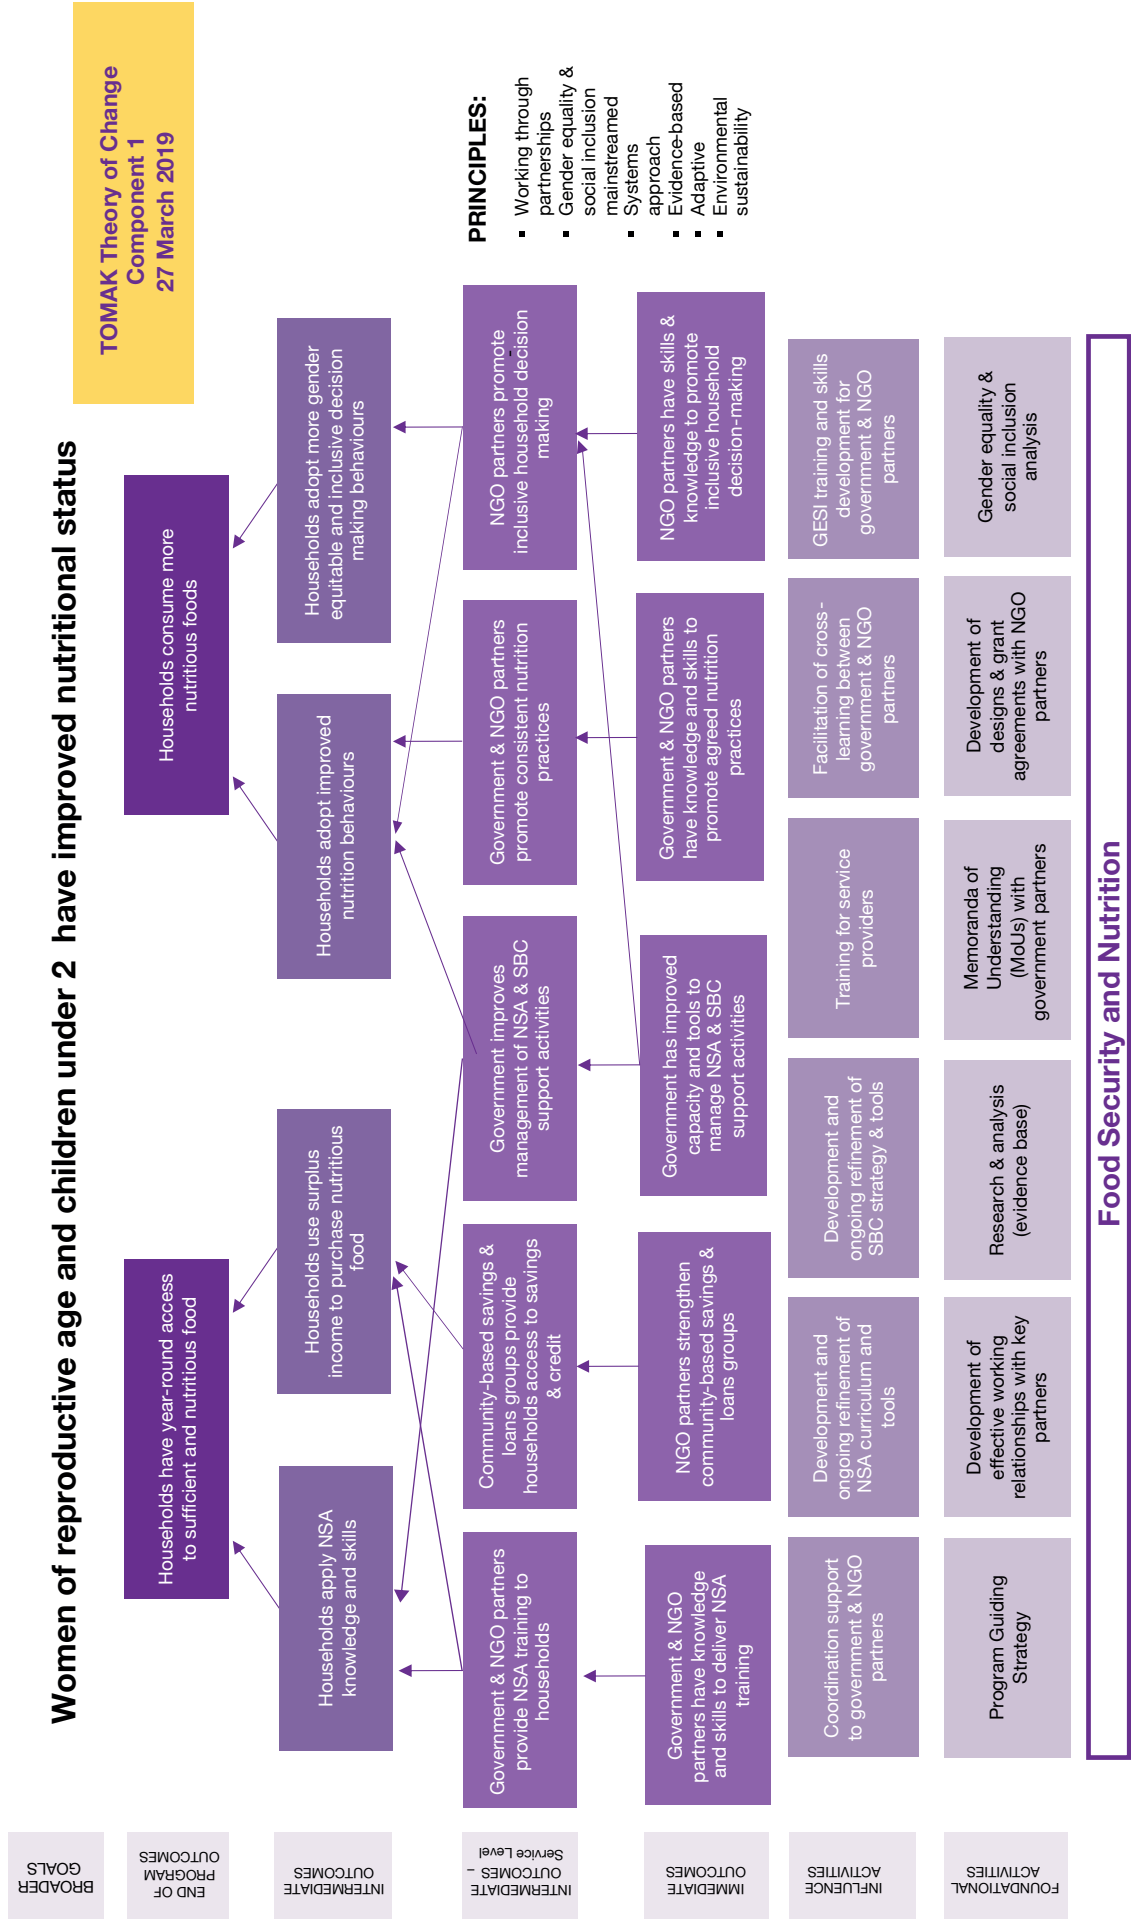 TOMAK Theory of Change
Component 1
27 March 2019
Women of reproductive age and children under 2 have improved nutritional status
BROADER
GOALS
END OF
PROGRAM
OUTCOMES
Households have year-round access
to sufficient and nutritious food
Households consume more
nutritious foods
INTERMEDIATE
OUTCOMES
Households apply NSA
knowledge and skills
Households use surplus
income to purchase nutritious
food
Households adopt improved
nutrition behaviours
Households adopt more gender
equitable and inclusive decision
making behaviours
INTERMEDIATE
OUTCOMES –
Service Level
Government & NGO partners
provide NSA training to
households
Community-based savings &
loans groups provide
households access to savings
& credit
Government improves
management of NSA & SBC
support activities
Government & NGO partners
promote consistent nutrition
practices
NGO partners promote
inclusive household decision-
making
PRINCIPLES:
▪ Working through
partnerships
▪ Gender equality &
social inclusion
mainstreamed
▪ Systems
approach
▪ Evidence-based
▪ Adaptive
▪ Environmental
sustainability
IMMEDIATE
OUTCOMES
Government & NGO
partners have knowledge
and skills to deliver NSA
training
NGO partners strengthen
community-based savings &
loans groups
Government has improved
capacity and tools to
manage NSA & SBC
support activities
Government & NGO partners
have knowledge and skills to
promote agreed nutrition
practices
NGO partners have skills &
knowledge to promote
inclusive household
decision-making
INFLUENCE
ACTIVITIES
Coordination support
to government & NGO
partners
Development and
ongoing refinement of
NSA curriculum and
tools
Development and
ongoing refinement of
SBC strategy & tools
Training for service
providers
Facilitation of cross-
learning between
government & NGO
partners
GESI training and skills
development for
government & NGO
partners
FOUNDATIONAL
ACTIVITIES
Program Guiding
Strategy
Development of
effective working
relationships with key
partners
Research & analysis
(evidence base)
Memoranda of
Understanding
(MoUs) with
government partners
Development of
designs & grant
agreements with NGO
partners
Gender equality &
social inclusion
analysis
Food Security and Nutrition